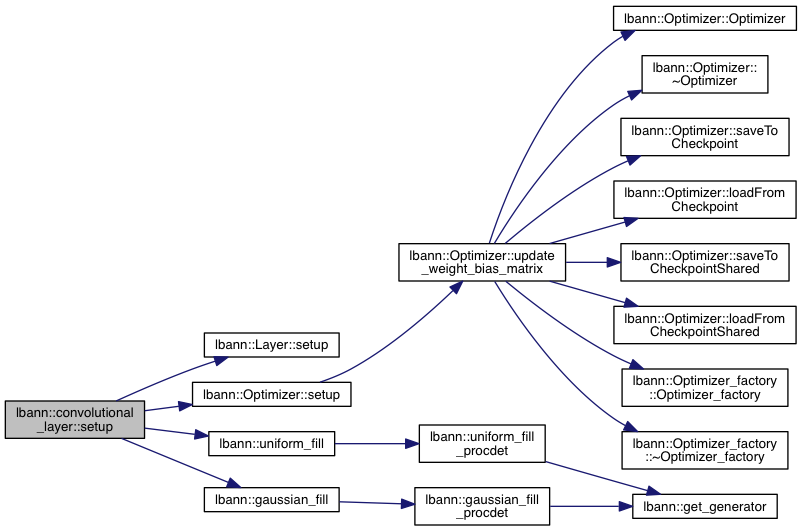 lbann::convolutional
_layer::setup
lbann::Layer::setup
lbann::Optimizer::setup
lbann::uniform_fill
lbann::gaussian_fill
lbann::Optimizer::update
_weight_bias_matrix
lbann::uniform_fill
_procdet
lbann::gaussian_fill
_procdet
lbann::Optimizer::Optimizer
lbann::Optimizer::
~Optimizer
lbann::Optimizer::saveTo
Checkpoint
lbann::Optimizer::loadFrom
Checkpoint
lbann::Optimizer::saveTo
CheckpointShared
lbann::Optimizer::loadFrom
CheckpointShared
lbann::Optimizer_factory
::Optimizer_factory
lbann::Optimizer_factory
::~Optimizer_factory
lbann::get_generator